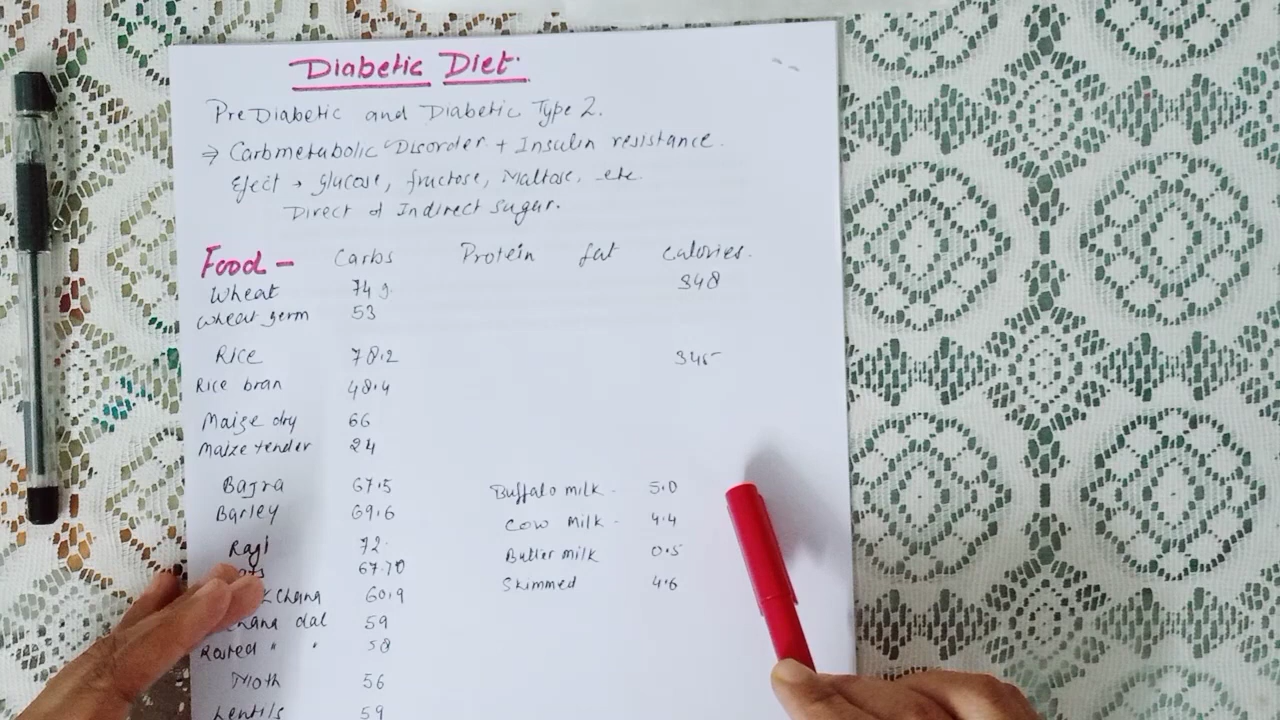 Diabetic Diet.
PreDiabetic and Diabetic Type 2.
⇒ Carbmetabolic Disorder + Insulin resistance.
Efect → glucose, fructose, Maltose, etc.
Direct of Indirect sugar.
Food - Carbs Protein fat calories.
Wheat 74g 348
Wheat germ 53
Rice 78.2 345
Rice bran 48.4
Maize dry 66
Maize tender 24
Bajra 67.5
Barley 69.6
Ragi 72.
67.70
Chana 60.9
dal 59
58
Moth 56
Lentils 59
Buffalo milk - 5.0
Cow Milk - 4.4
Butter milk 0.5
Skimmed 4.6